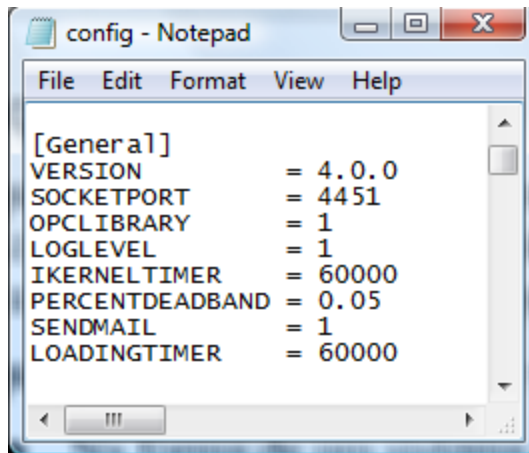 config - Notepad
File Edit Format View Help
[General]
VERSION = 4.0.0
SOCKETPORT = 4451
OPCLIBRARY = 1
LOGLEVEL = 1
IKERNELTIMER = 60000
PERCENTDEADBAND = 0.05
SENDMAIL = 1
LOADINGTIMER = 60000